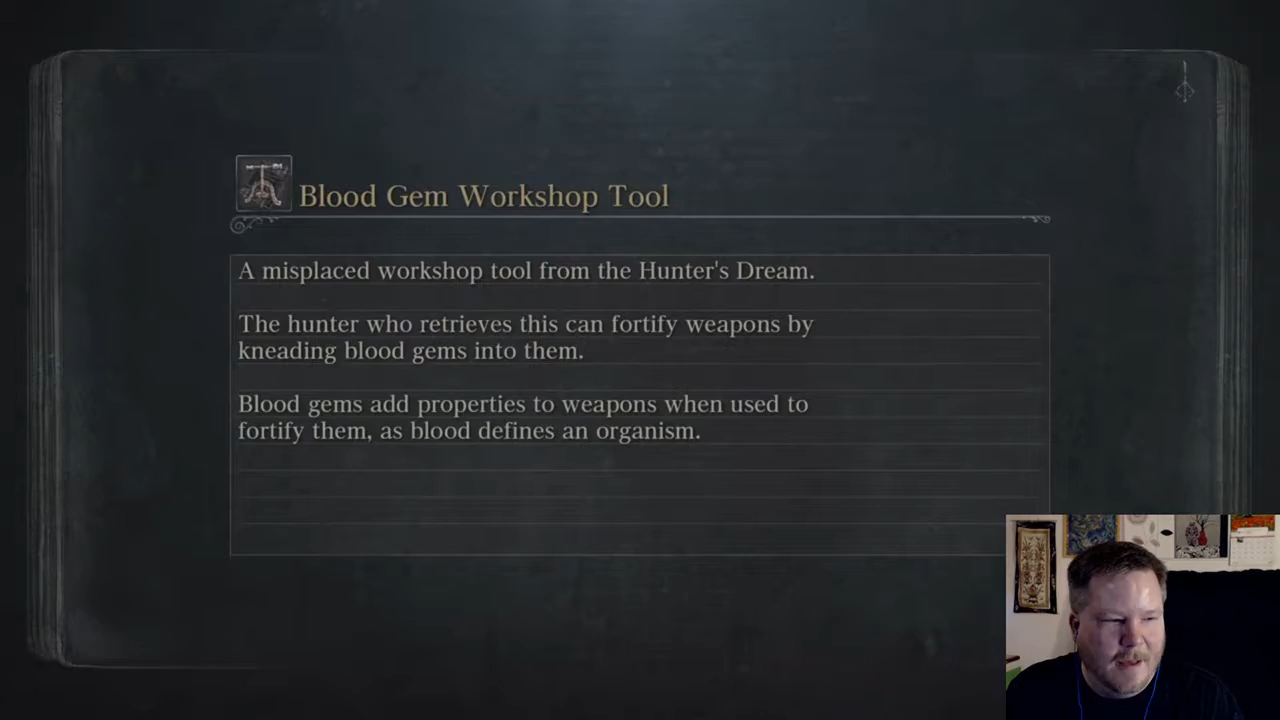 Blood Gem Workshop Tool
A misplaced workshop tool from the Hunter's Dream.
The hunter who retrieves this can fortify weapons by
kneading blood gems into them.
Blood gems add properties to weapons when used to
fortify them, as blood defines an organism.